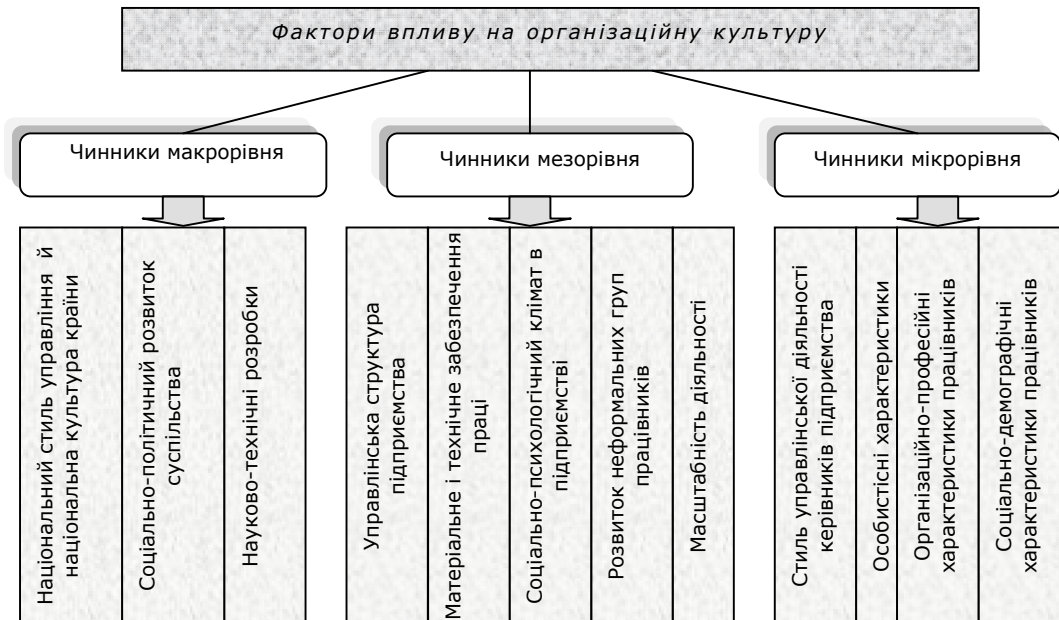 Фактори впливу на організаційну культуру
Чинники макрорівня
Національний стиль управління й
національна культура країни
Соціально-політичний розвиток
суспільства
Науково-технічні розробки
Чинники мезорівня
Управлінська структура
підприємства
Матеріальне і технічне забезпечення
праці
Соціально-психологічний клімат в
підприємстві
Розвиток неформальних груп
працівників
Масштабність діяльності
Чинники мікрорівня
Стиль управлінської діяльності
керівників підприємства
Особистісні характеристики
Організаційно-професійні
характеристики працівників
Соціально-демографічні
характеристики працівників